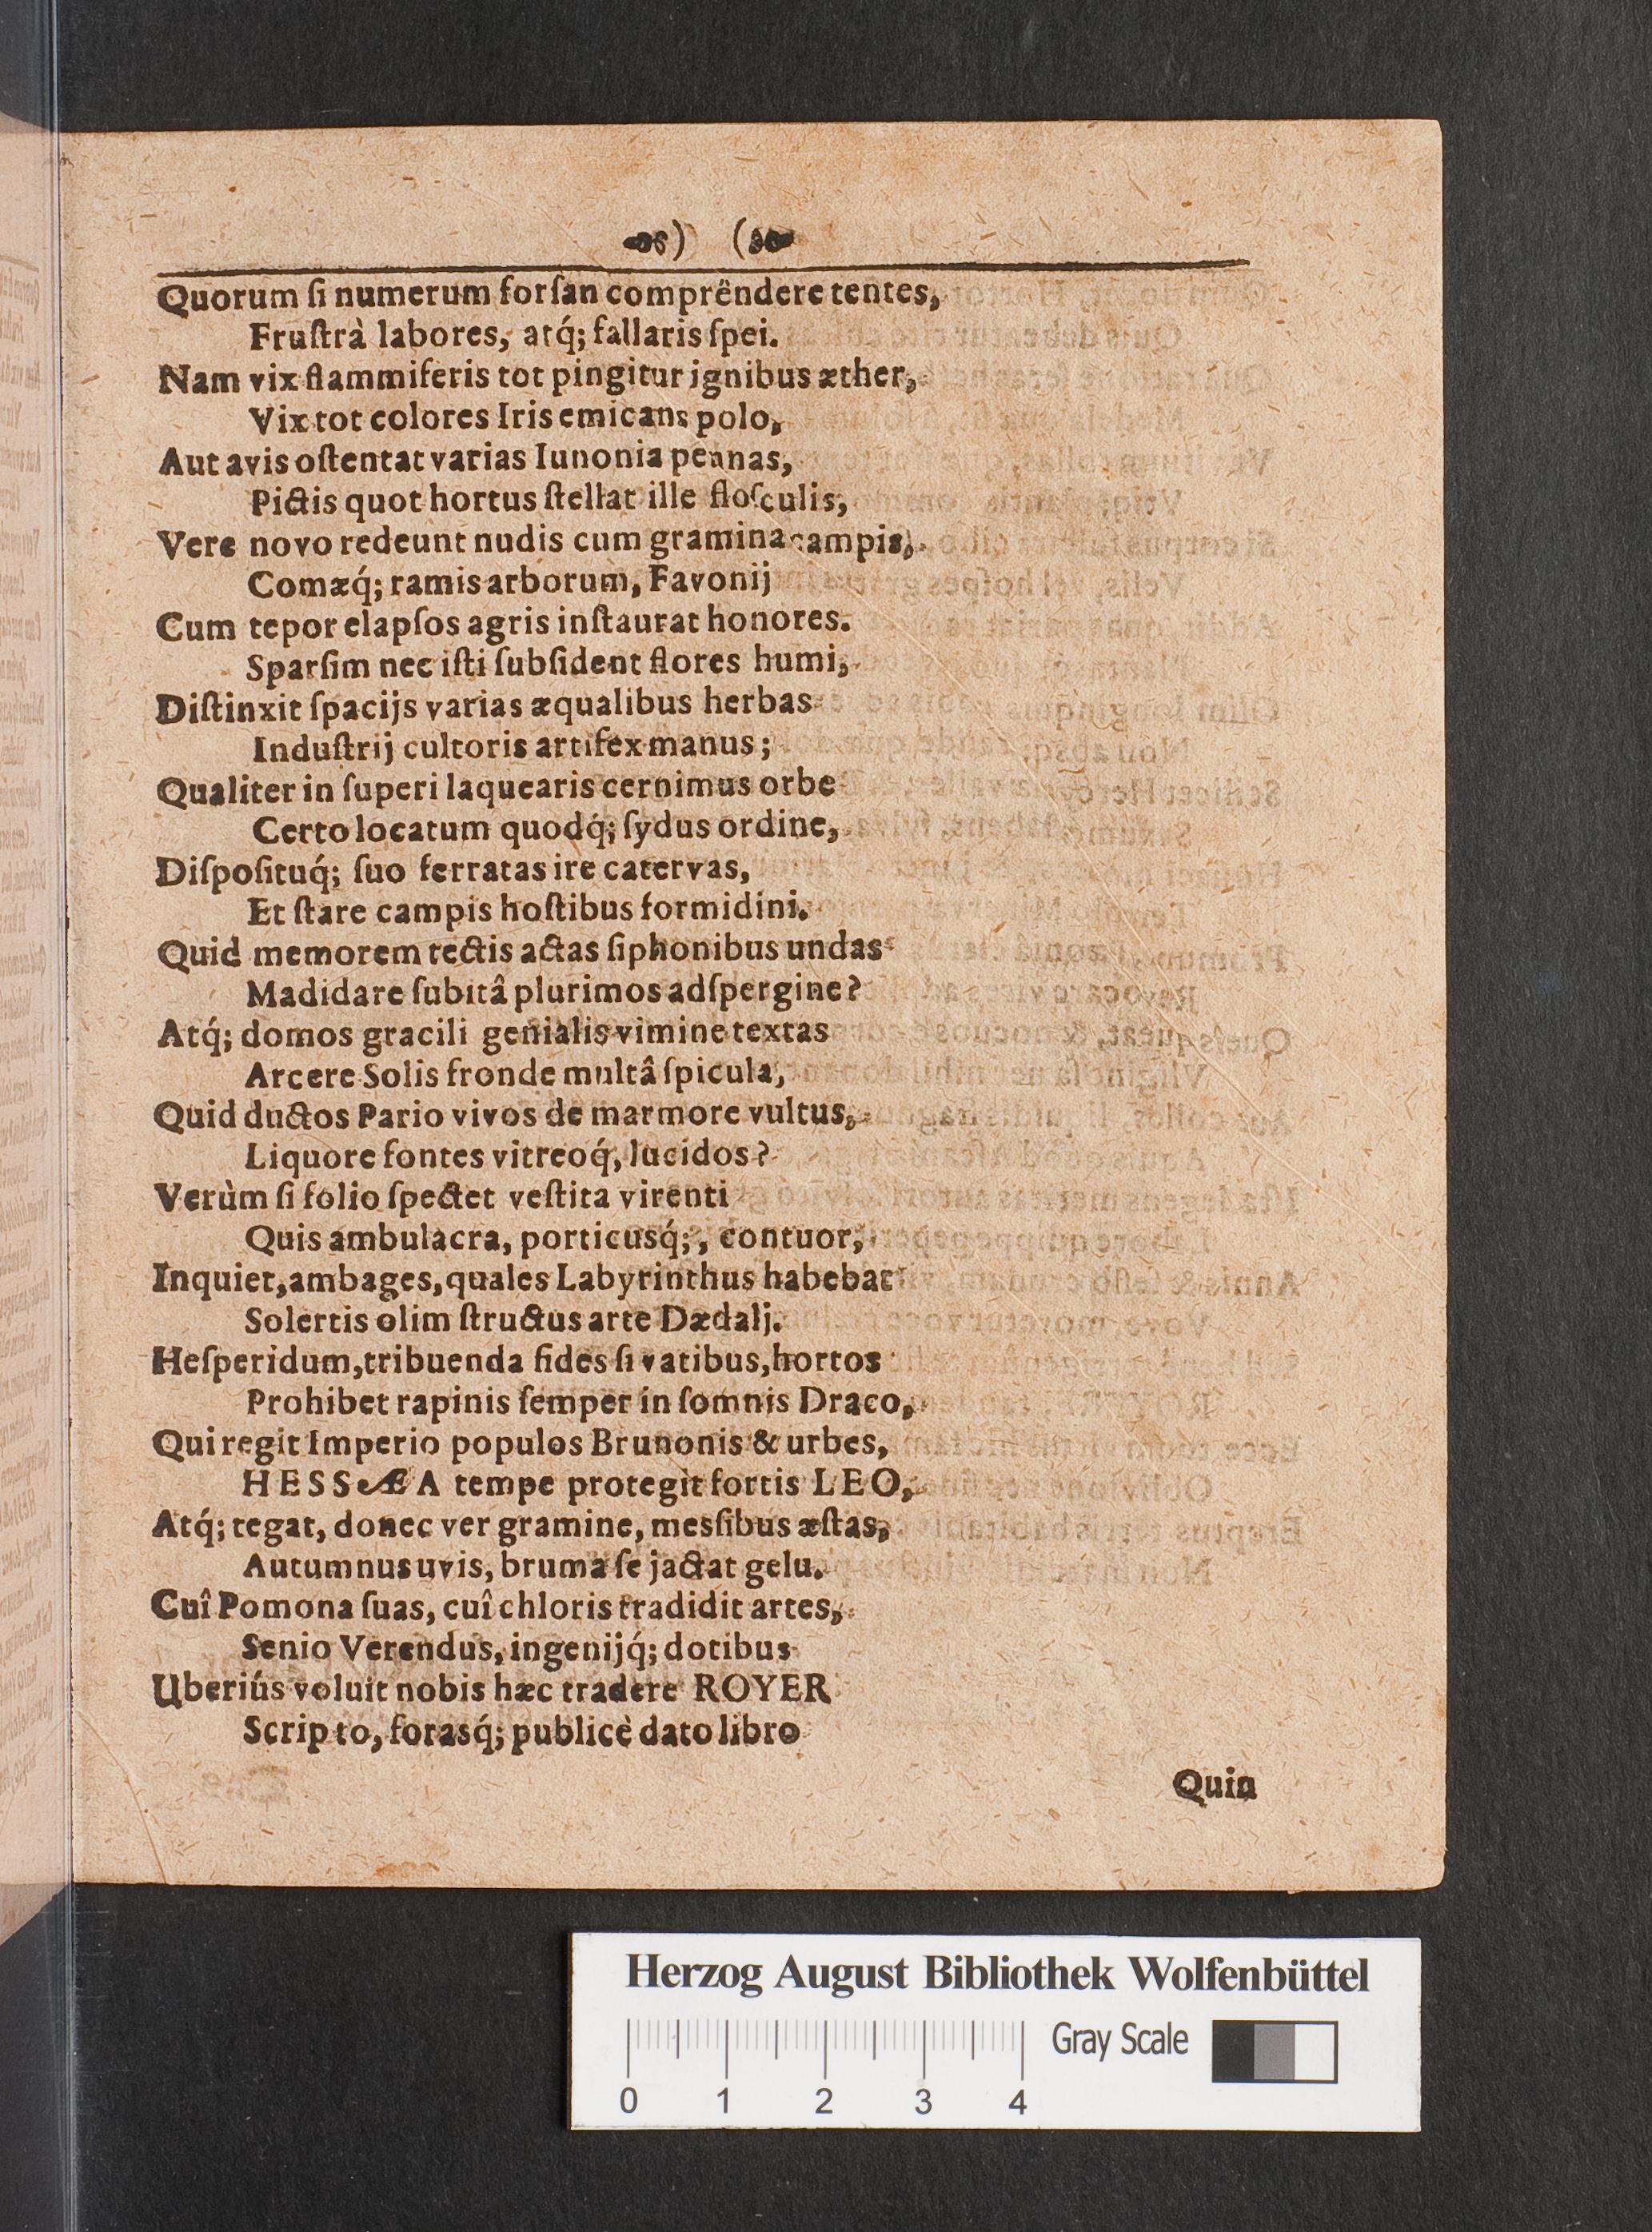 Quorum ſi numerum forſan comprêndere tentes,
Fruſtrà labores, atq́; fallaris ſpei.
Nam vix flammiferis tot pingitur ignibus æther,
Vix tot colores Iris emicans polo,
Aut avis oſtentat varias Iunonia pennas,
Pictis quot hortus ſtellat ille floſculis,
Vere novo redeunt nudis cum gramina campis,
Comæq́; ramis arborum, Favonij
Cum tepor elapſos agris inſtaurat honores.
Sparſim nec iſti ſubſident flores humi,
Diſtinxit ſpacijs varias æqualibus herbas
Induſtrij cultoris artifex manus;
Qualiter in ſuperi laquearis cernimus orbe
Certo locatum quodq́; ſydus ordine,
Diſpoſituq́; ſuo ferratas ire catervas,
Et ſtare campis hoſtibus formidini.
Quid memorem tectis actas ſiphonibus undas
Madidare ſubitâ plurimos adſpergine?
Atq́; domos gracili genialis vimine textas
Arcere Solis fronde multâ ſpicula,
Quid ductos Pario vivos de marmore vultus,
Liquore fontes vitreoq́, lucidos?
Verùm ſi folio ſpectet veſtita virenti
Quis ambulacra, porticusq́;, contuor,
Inquiet, ambages, quales Labyrinthus habebat
Solertis olim ſtructus arte Dædalj.
Heſperidum, tribuenda fides ſi vatibus, hortos
Prohibet rapinis ſemper in ſomnis Draco,
Qui regit Imperio populos Brunonis & urbes,
HESSÆA tempe protegit fortis LEO,
Atq́; tegat, donec ver gramine, messibus æſtas,
Autumnus uvis, bruma ſe jactat gelu.
Cuî Pomona ſuas, cuî chloris tradidit artes,
Senio Verendus, ingenijq́; dotibus
Uberiús voluit nobis hæc tradere ROYER
Scripto, forasq́; publicè dato libro
Quin
Herzog August Bibliothek Wolfenbüttel
Gray Scale
0 1 2 3 4